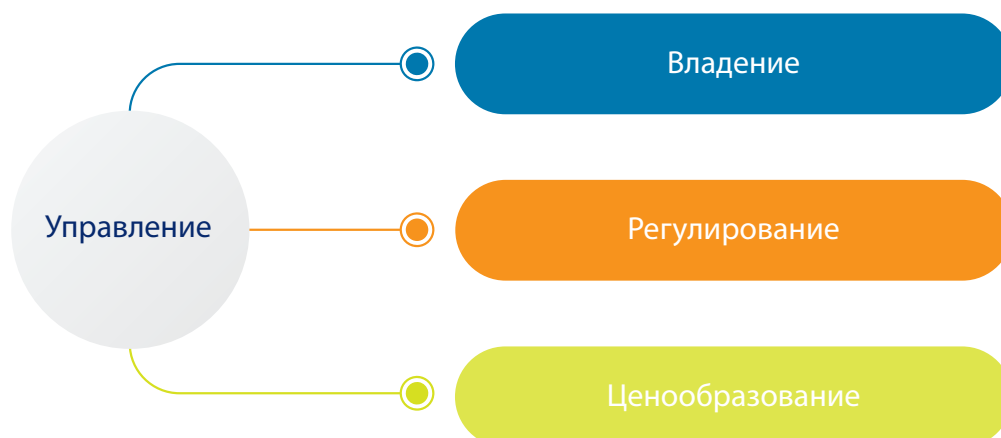 Владение
Управление
Регулирование
Ценообразование